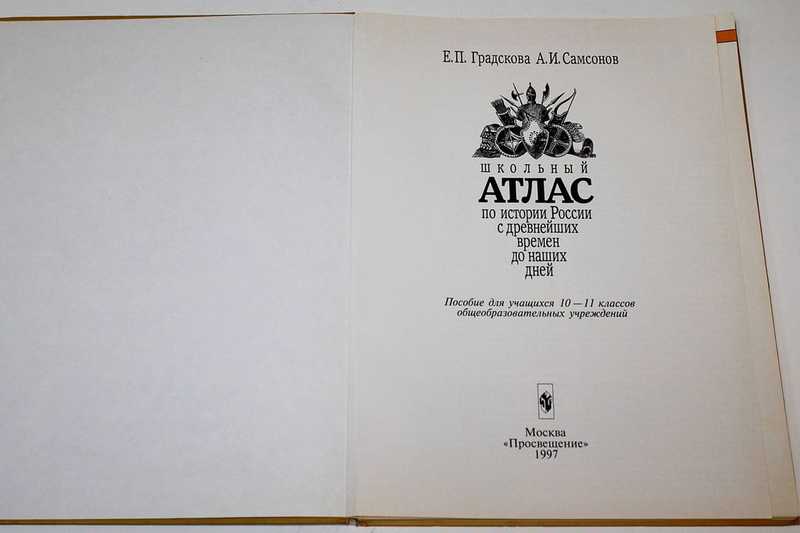 Е.П. Градскова А.И. Самсонов
ШКОЛЬНЫЙ
АТЛАС
по истории России
с древнейших
времен
до наших
дней
Пособие для учащихся 10—11 классов
общеобразовательных учреждений
Москва
«Просвещение»
1997